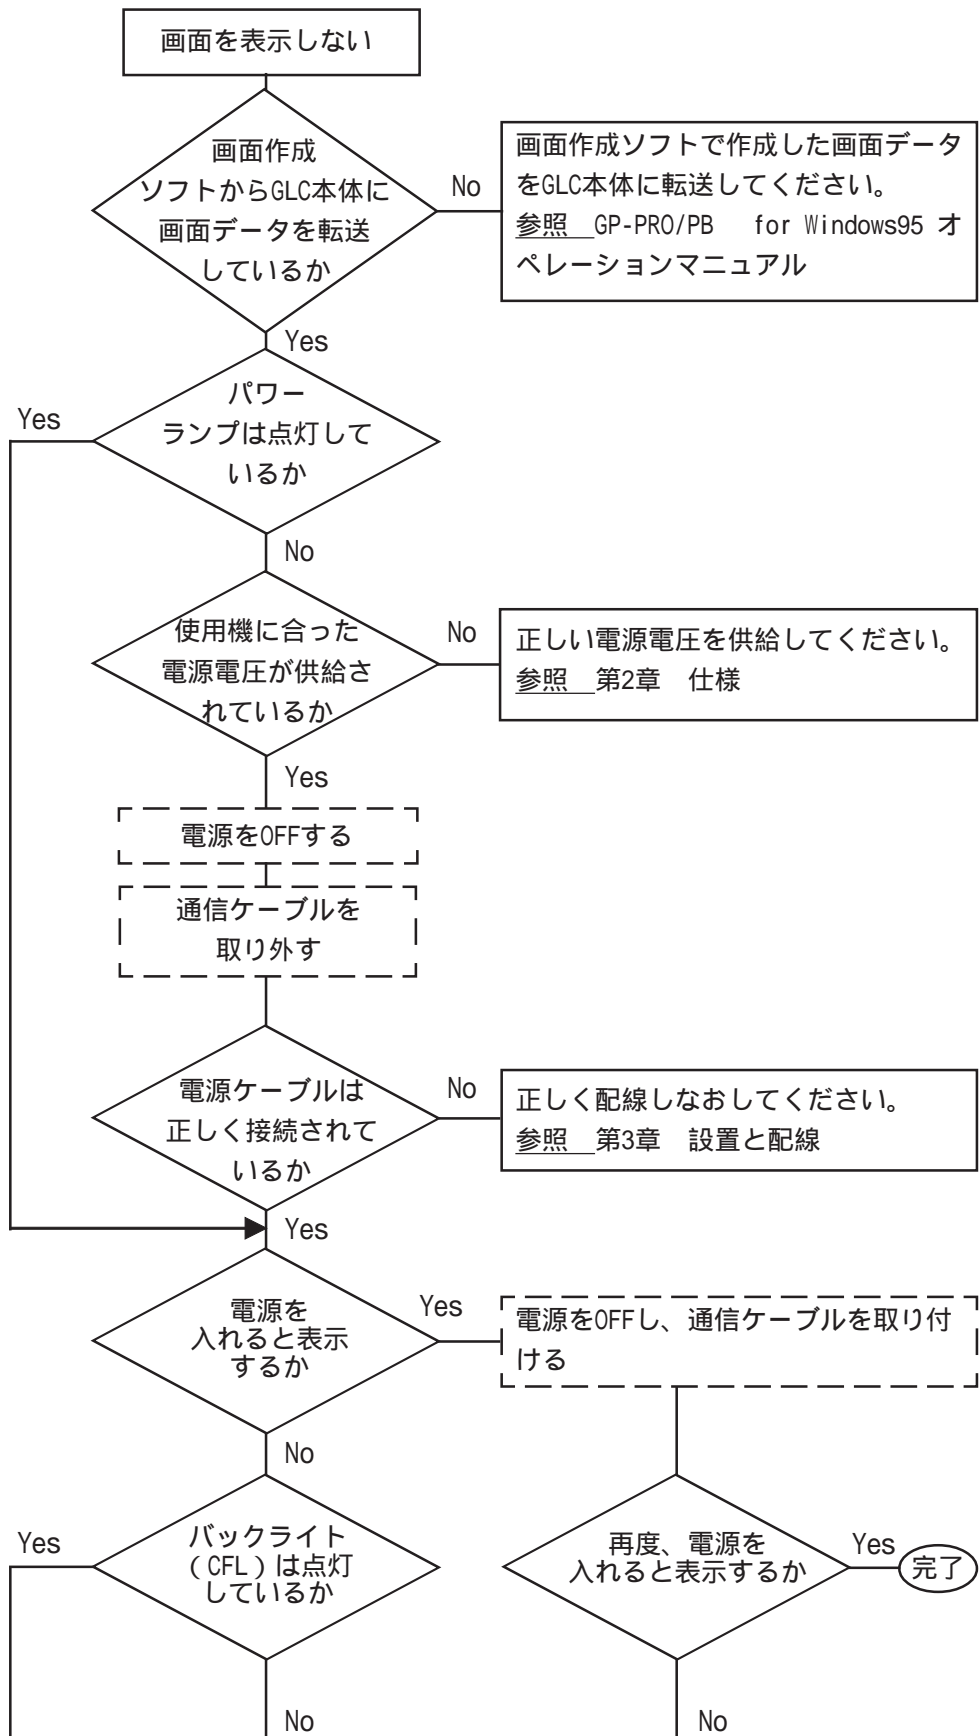 画面を表示しない
画面作成
ソフトからGLC本体に
画面データを転送
しているか
No
画面作成ソフトで作成した画面データ
をGLC本体に転送してください。
参照 GP-PRO/PB　for Windows95 オ
ペレーションマニュアル
Yes
パワー
ランプは点灯して
いるか
Yes
No
使用機に合った
電源電圧が供給さ
れているか
No
正しい電源電圧を供給してください。
参照 第2章　仕様
Yes
電源をOFFする
通信ケーブルを
取り外す
電源ケーブルは
正しく接続されて
いるか
No
正しく配線しなおしてください。
参照 第3章　設置と配線
Yes
電源を
入れると表示
するか
Yes
電源をOFFし、通信ケーブルを取り付
ける
No
バックライト
(CFL)は点灯
しているか
Yes
再度、電源を
入れると表示するか
Yes
完了
No
No